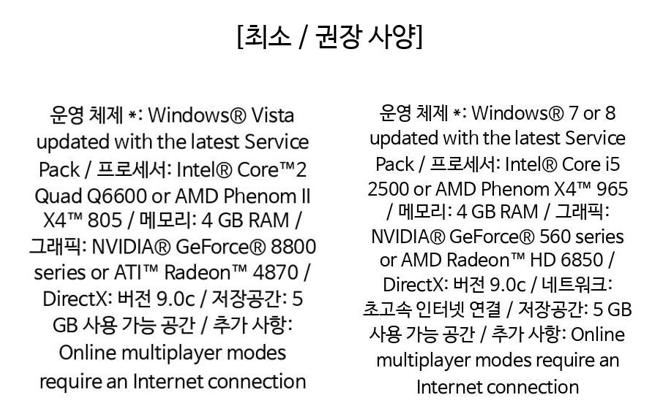 [최소 / 권장 사양]
운영 체제 *: Windows® Vista
updated with the latest Service
Pack / 프로세서: Intel® Core™2
Quad Q6600 or AMD Phenom II
X4™ 805 / 메모리: 4 GB RAM /
그래픽: NVIDIA® GeForce® 8800
series or ATI™ Radeon™ 4870 /
DirectX: 버전 9.0c / 저장공간: 5
GB 사용 가능 공간 / 추가 사항:
Online multiplayer modes
require an Internet connection
운영 체제 *: Windows® 7 or 8
updated with the latest Service
Pack / 프로세서: Intel® Core i5
2500 or AMD Phenom X4™ 965
/ 메모리: 4 GB RAM / 그래픽:
NVIDIA® GeForce® 560 series
or AMD Radeon™ HD 6850 /
DirectX: 버전 9.0c / 네트워크:
초고속 인터넷 연결 / 저장공간: 5 GB
사용 가능 공간 / 추가 사항: Online
multiplayer modes require an
Internet connection